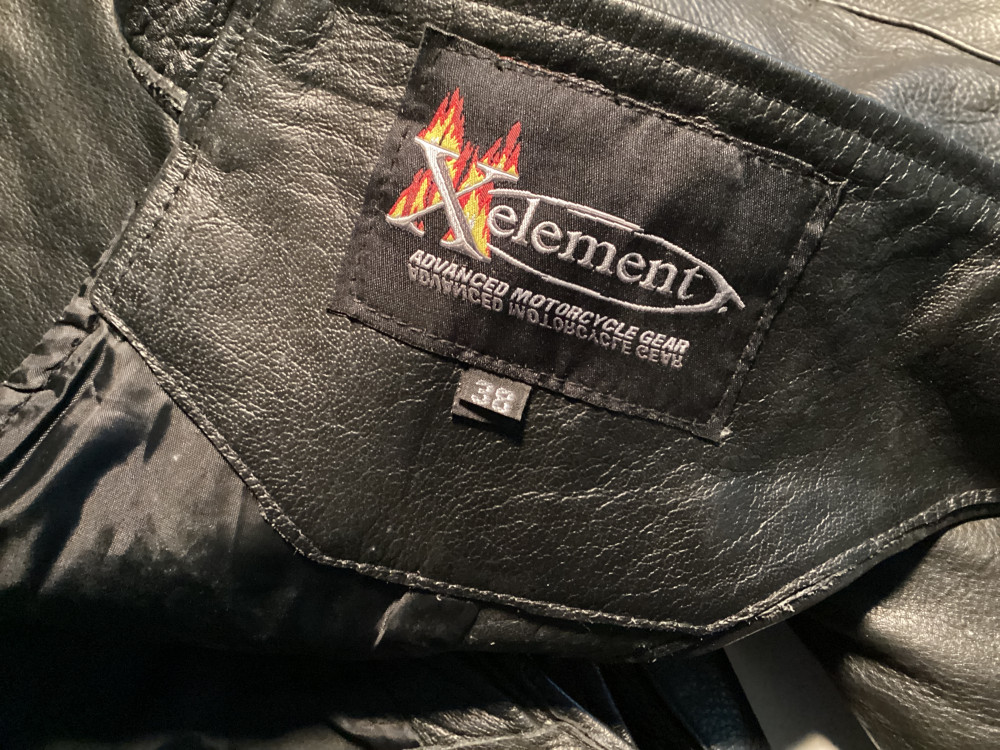 Xelement
ADVANCED MOTORCYCLE GEAR
ADVANCED MOTORCYCLE GEAR
38